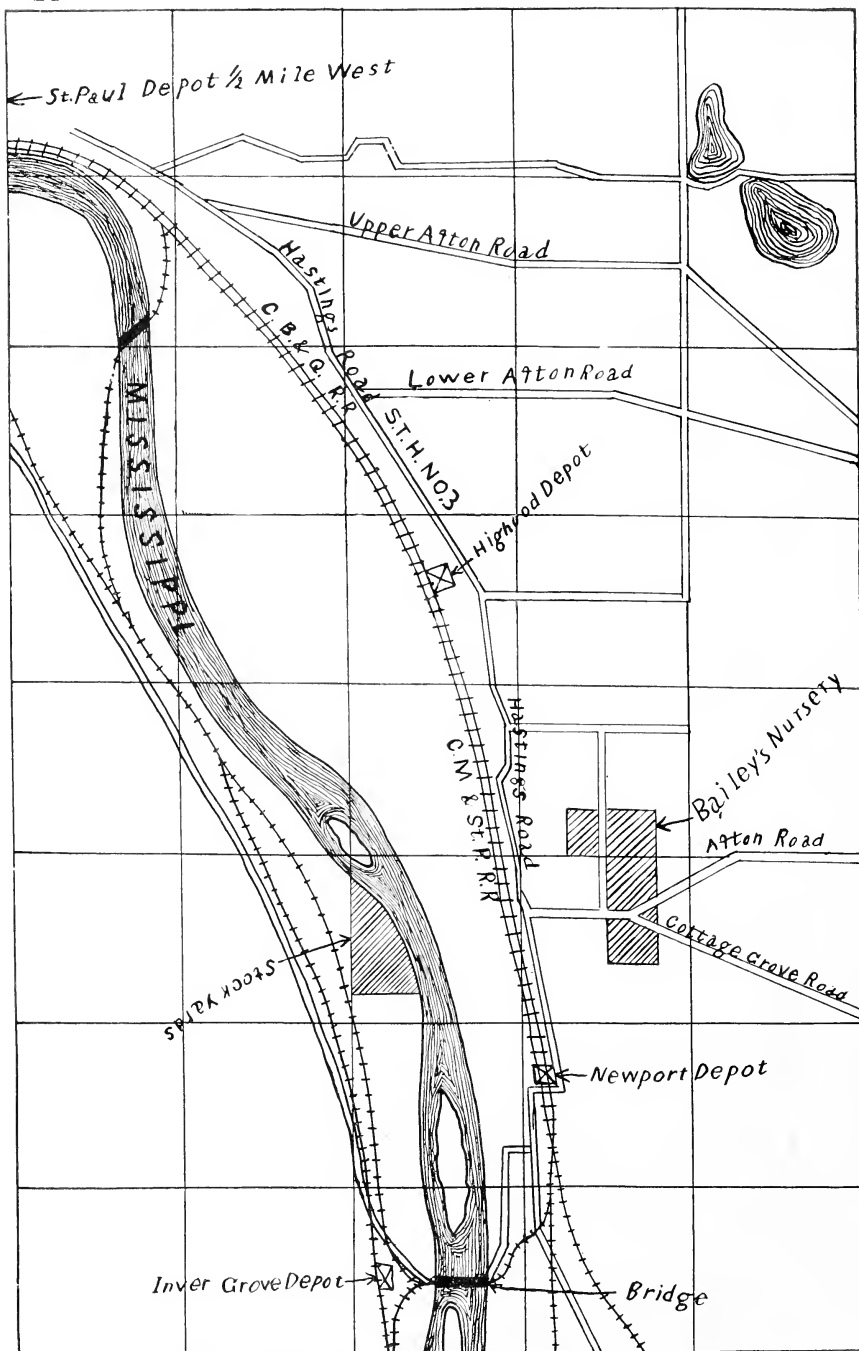 St. Paul Depot ½ Mile West
Upper Afton Road
Hastings Road S.T.H. NO.3
C.B. & Q. R.R
Lower Afton Road
MISSISSIPPI
Highood Depot
Hastings Road
C.M & St. P. R.R
Bailey's Nursery
Afton Road
Cottage Grove Road
Stock yards
Newport Depot
Inver Grove Depot
Bridge